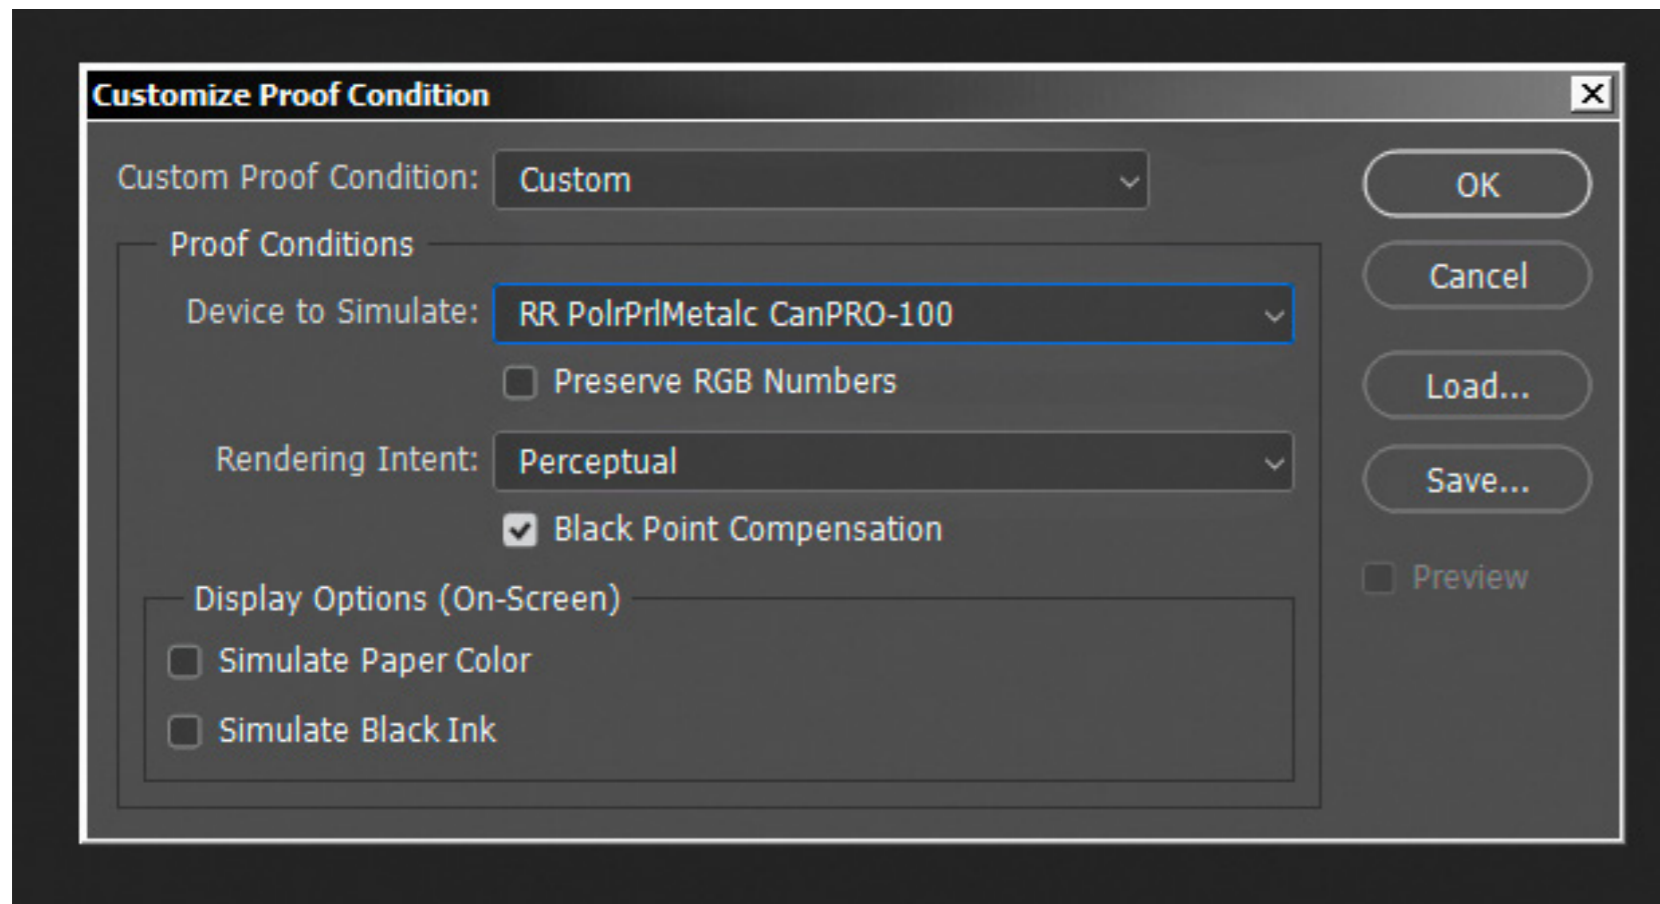 Customize Proof Condition
Custom Proof Condition: Custom
OK
Proof Conditions
Cancel
Device to Simulate: RR PolrPrlMetalc CanPRO-100
Preserve RGB Numbers
Load...
Rendering Intent: Perceptual
Save...
Black Point Compensation
Preview
Display Options (On-Screen)
Simulate Paper Color
Simulate Black Ink